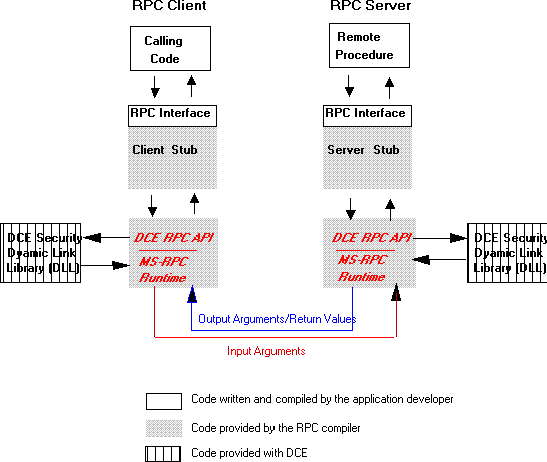 RPC Client
RPC Server
Calling
Code
Remote
Procedure
RPC Interface
RPC Interface
Client Stub
Server Stub
DCE Security
Dyamic Link
Library (DLL)
DCE RPC API
MS-RPC
Runtime
DCE RPC API
MS-RPC
Runtime
DCE Security
Dyamic Link
Library (DLL)
Output Arguments/Return Values
Input Arguments
Code written and compiled by the application developer
Code provided by the RPC compiler
Code provided with DCE